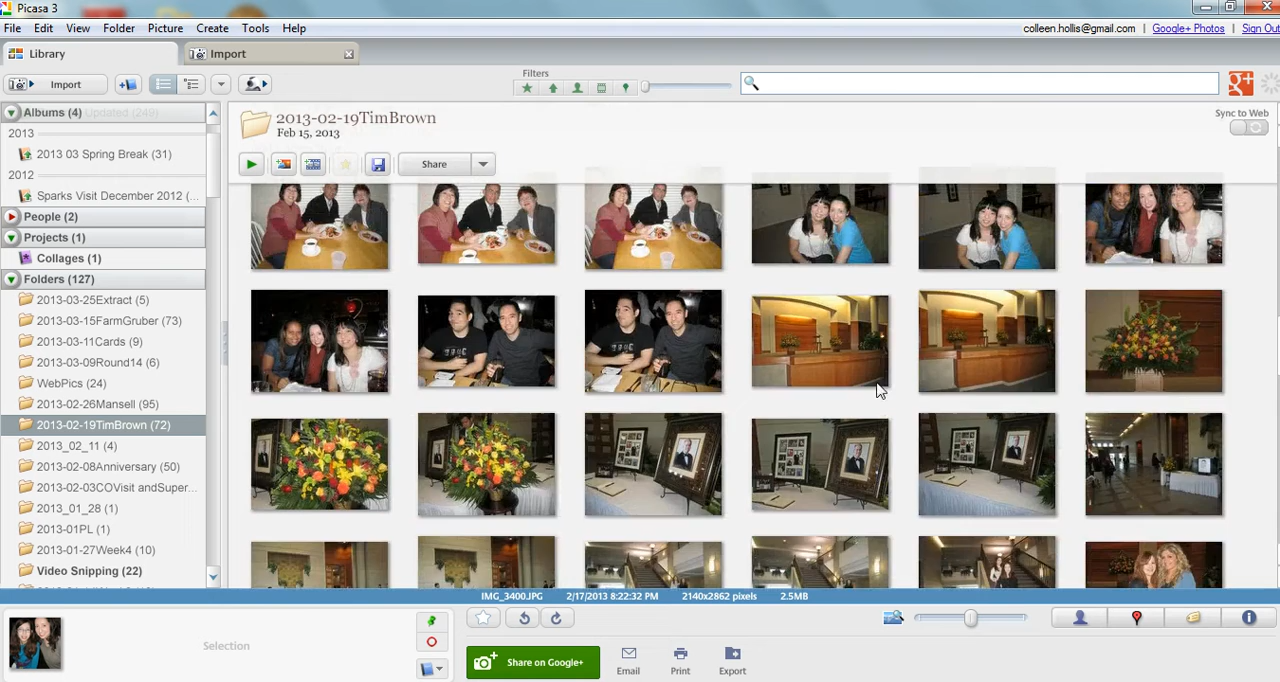 Picasa 3
File Edit View Folder Picture Create Tools Help
colleen.hollis@gmail.com | Google+ Photos | Sign Out
Library Import
Import
Filters
Sync to Web
Albums (4) Updated (249)
2013
2013 03 Spring Break (31)
2012
Sparks Visit December 2012 (...
People (2)
Projects (1)
Collages (1)
Folders (127)
2013-03-25Extract (5)
2013-03-15FarmGruber (73)
2013-03-11Cards (9)
2013-03-09Round14 (6)
WebPics (24)
2013-02-26Mansell (95)
2013-02-19TimBrown (72)
2013_02_11 (4)
2013-02-08Anniversary (50)
2013-02-03COVisit andSuper...
2013_01_28 (1)
2013-01PL (1)
2013-01-27Week4 (10)
Video Snipping (22)
2013-02-19TimBrown
Feb 15, 2013
Share
IMG_3400.JPG 2/17/2013 8:22:32 PM 2140x2862 pixels 2.5MB
Selection
Share on Google+
Email Print Export